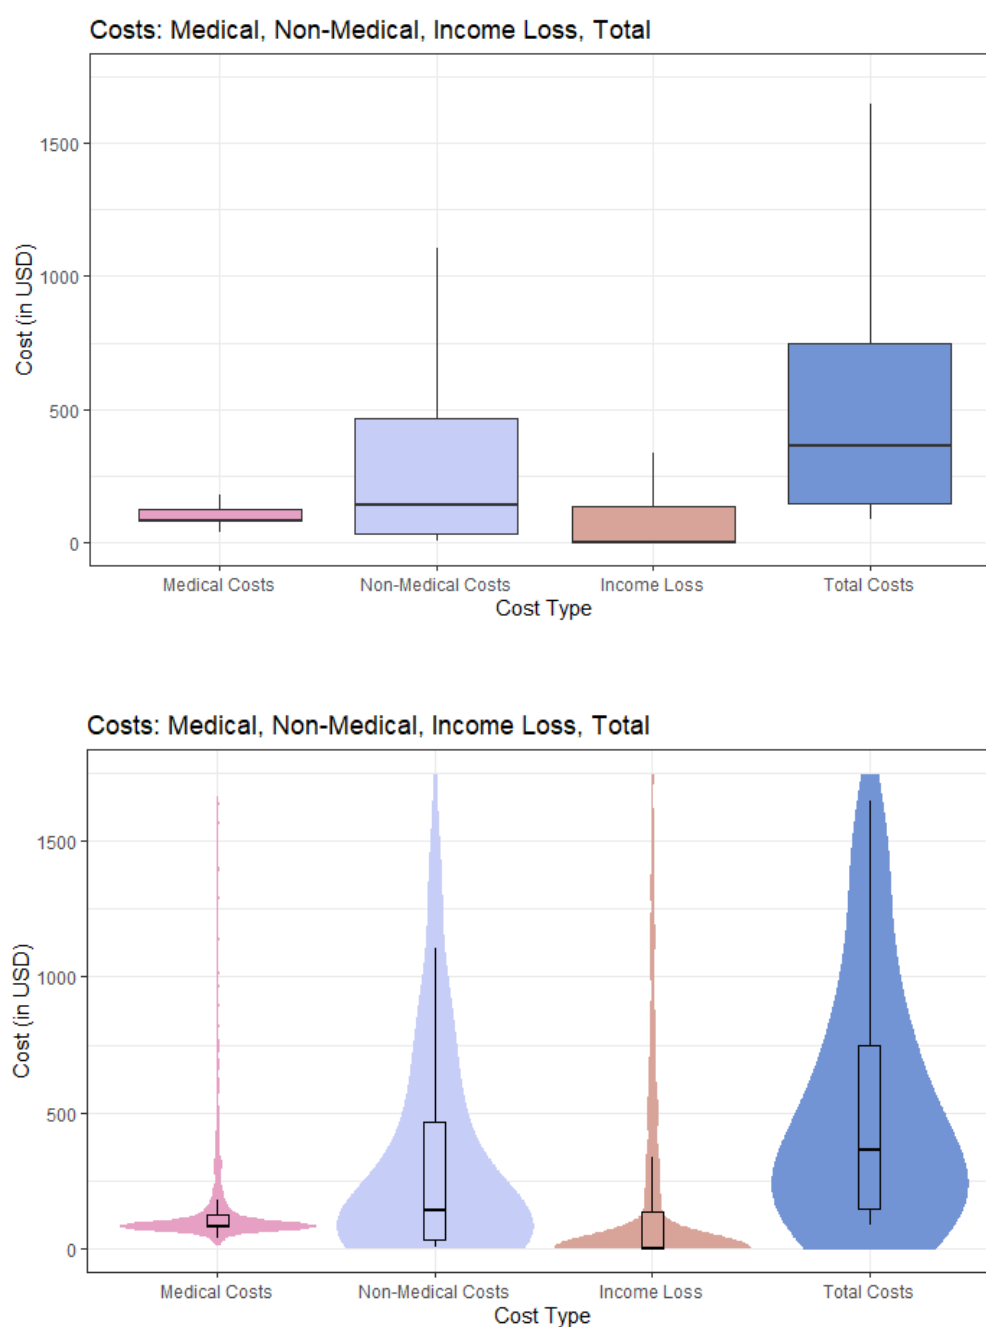 Costs: Medical, Non-Medical, Income Loss, Total
1500
1000
500
0
Cost (in USD)
Medical Costs Non-Medical Costs Income Loss Total Costs
Cost Type
Costs: Medical, Non-Medical, Income Loss, Total
1500
1000
500
0
Cost (in USD)
Medical Costs Non-Medical Costs Income Loss Total Costs
Cost Type